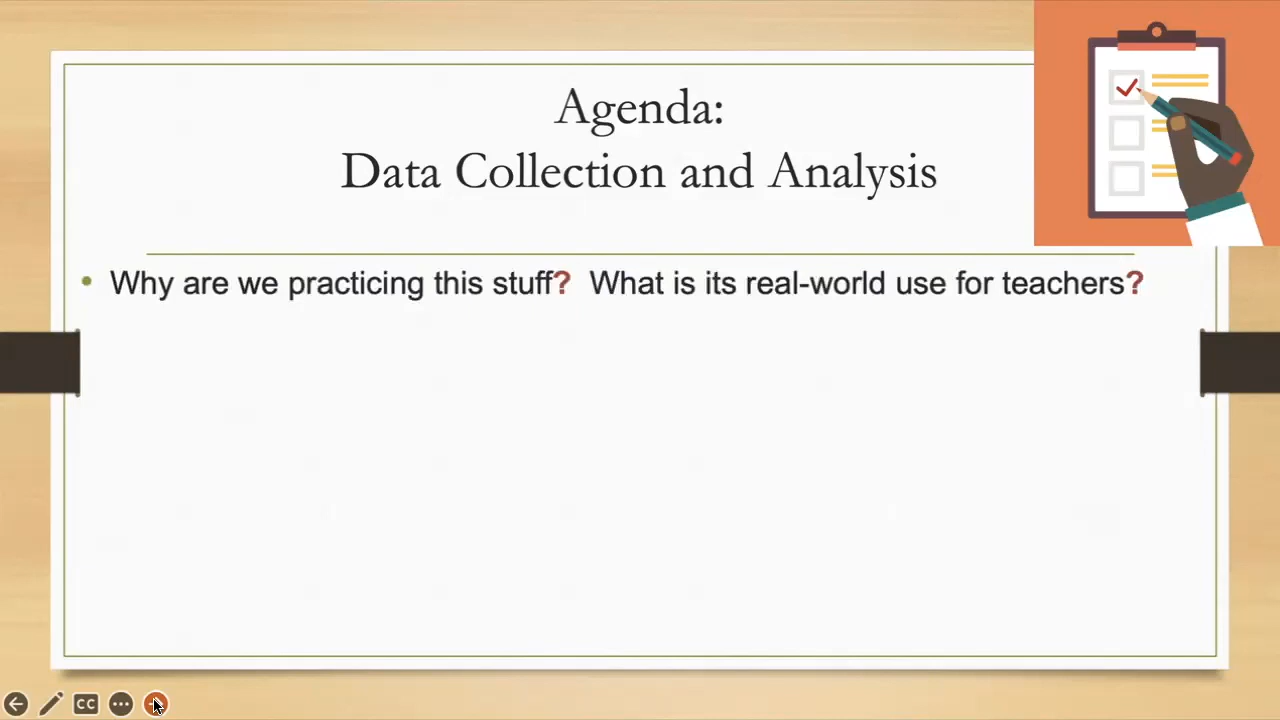 Agenda:
Data Collection and Analysis
• Why are we practicing this stuff?  What is its real-world use for teachers?
CC